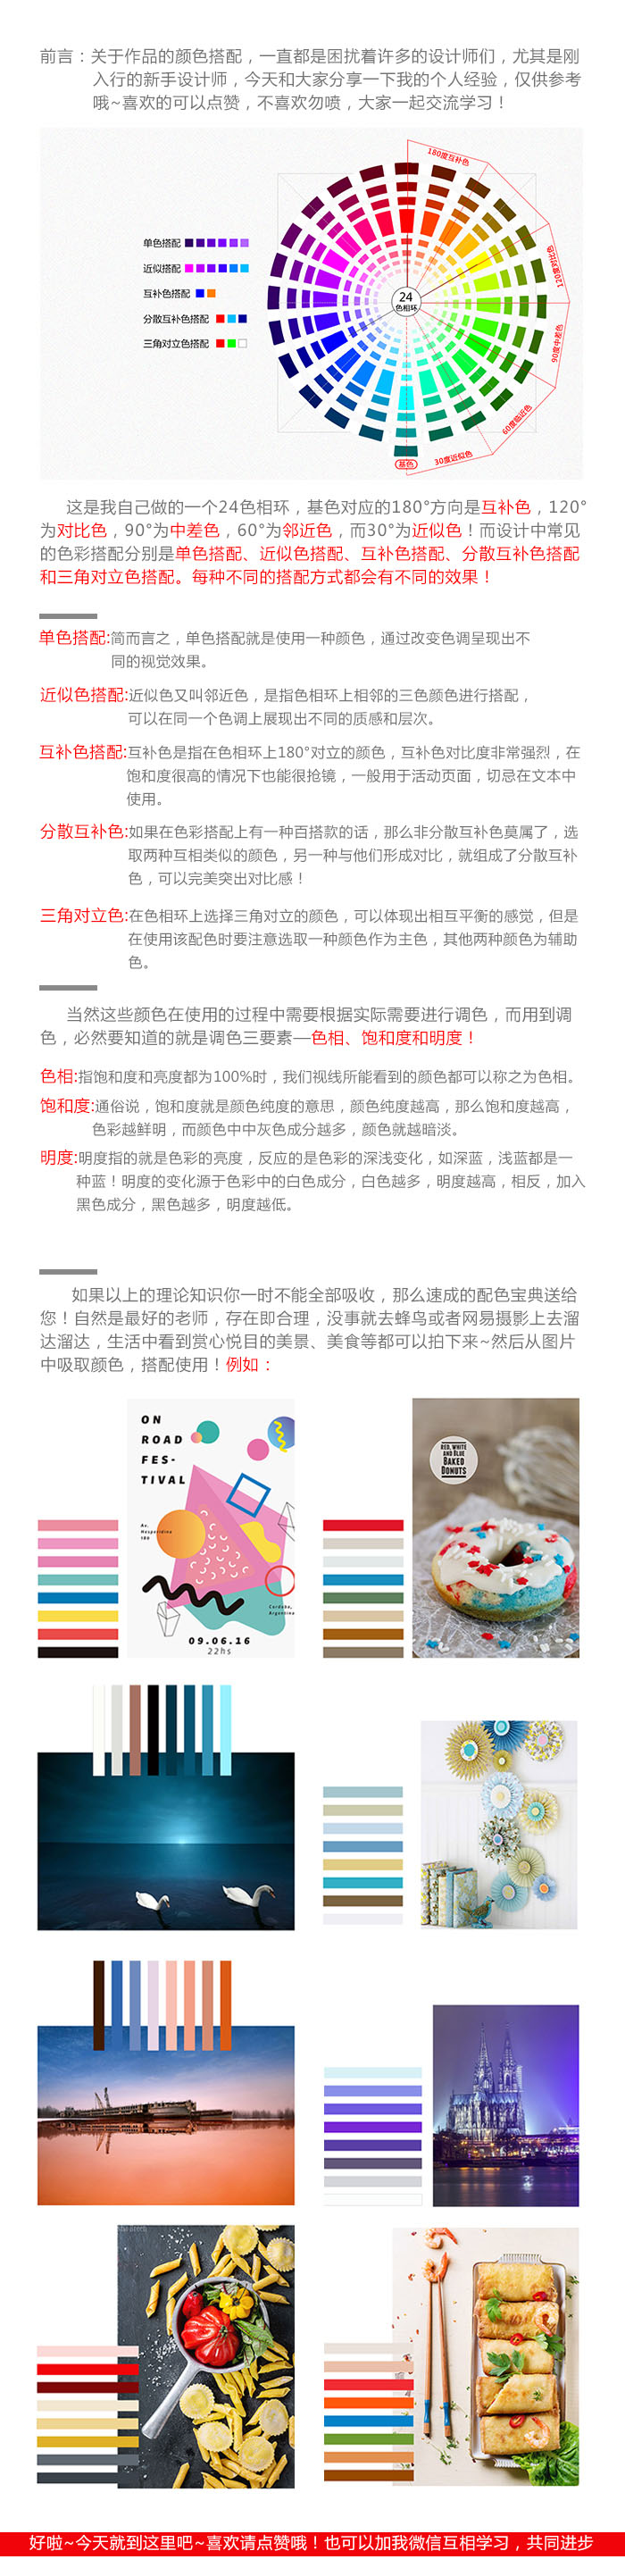 前言：关于作品的颜色搭配，一直都是困扰着许多的设计师们，尤其是刚
入行的新手设计师，今天和大家分享一下我的个人经验，仅供参考
哦~喜欢的可以点赞，不喜欢勿喷，大家一起交流学习！
180度互补色
单色搭配
近似搭配
互补色搭配
分散互补色搭配
三角对立色搭配
120度对比色
24
色相环
90度中差色
60度临近色
30度近似色
基色
这是我自己做的一个24色相环，基色对应的180°方向是互补色，120°
为对比色，90°为中差色，60°为邻近色，而30°为近似色！而设计中常见
的色彩搭配分别是单色搭配、近似色搭配、互补色搭配、分散互补色搭配
和三角对立色搭配。每种不同的搭配方式都会有不同的效果！
单色搭配:简而言之，单色搭配就是使用一种颜色，通过改变色调呈现出不
同的视觉效果。
近似色搭配:近似色又叫邻近色，是指色相环上相邻的三色颜色进行搭配，
可以在同一个色调上展现出不同的质感和层次。
互补色搭配:互补色是指在色相环上180°对立的颜色，互补色对比度非常强烈，在
饱和度很高的情况下也能很抢镜，一般用于活动页面，切忌在文本中
使用。
分散互补色:如果在色彩搭配上有一种百搭款的话，那么非分散互补色莫属了，选
取两种互相类似的颜色，另一种与他们形成对比，就组成了分散互补
色，可以完美突出对比感！
三角对立色:在色相环上选择三角对立的颜色，可以体现出相互平衡的感觉，但是
在使用该配色时要注意选取一种颜色作为主色，其他两种颜色为辅助
色。
当然这些颜色在使用的过程中需要根据实际需要进行调色，而用到调
色，必然要知道的就是调色三要素—色相、饱和度和明度！
色相:指饱和度和亮度都为100%时，我们视线所能看到的颜色都可以称之为色相。
饱和度:通俗说，饱和度就是颜色纯度的意思，颜色纯度越高，那么饱和度越高，
色彩越鲜明，而颜色中中灰色成分越多，颜色就越暗淡。
明度:明度指的就是色彩的亮度，反应的是色彩的深浅变化，如深蓝，浅蓝都是一
种蓝！明度的变化源于色彩中的白色成分，白色越多，明度越高，相反，加入
黑色成分，黑色越多，明度越低。
如果以上的理论知识你一时不能全部吸收，那么速成的配色宝典送给
您！自然是最好的老师，存在即合理，没事就去蜂鸟或者网易摄影上去溜
达溜达，生活中看到赏心悦目的美景、美食等都可以拍下来~然后从图片
中吸取颜色，搭配使用！例如：
ON
ROAD
FES-
TIVAL
Av.
Hesperidina
180
Cordoba,
Argentina
09.06.16
22hs
RED, WHITE
AND BLUE
BAKED
DONUTS
好啦~今天就到这里吧~喜欢请点赞哦！也可以加我微信互相学习，共同进步